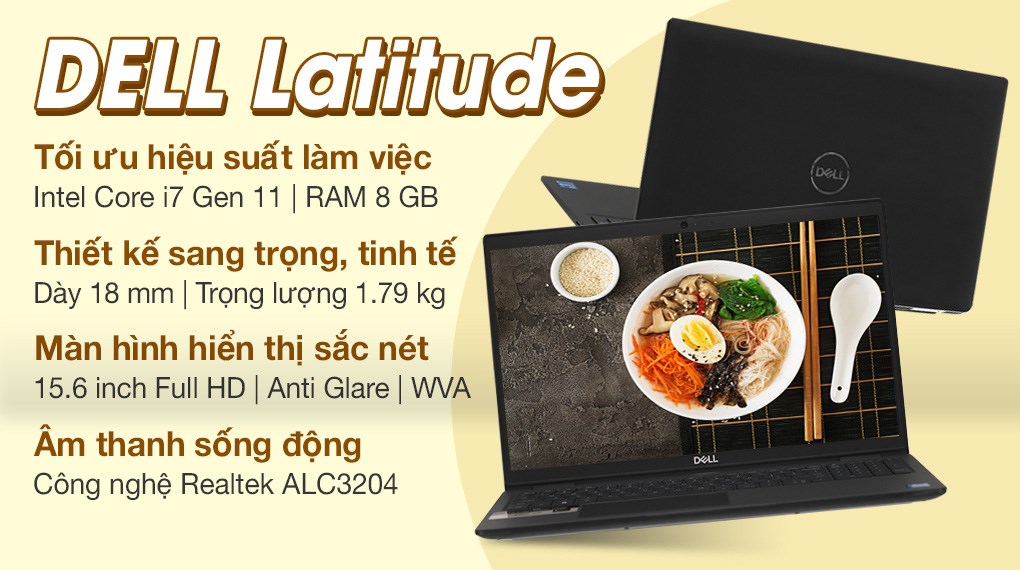 DELL Latitude
Tối ưu hiệu suất làm việc
Intel Core i7 Gen 11 | RAM 8 GB
Thiết kế sang trọng, tinh tế
Dày 18 mm | Trọng lượng 1.79 kg
Màn hình hiển thị sắc nét
15.6 inch Full HD | Anti Glare | WVA
Âm thanh sống động
Công nghệ Realtek ALC3204
DELL
DELL